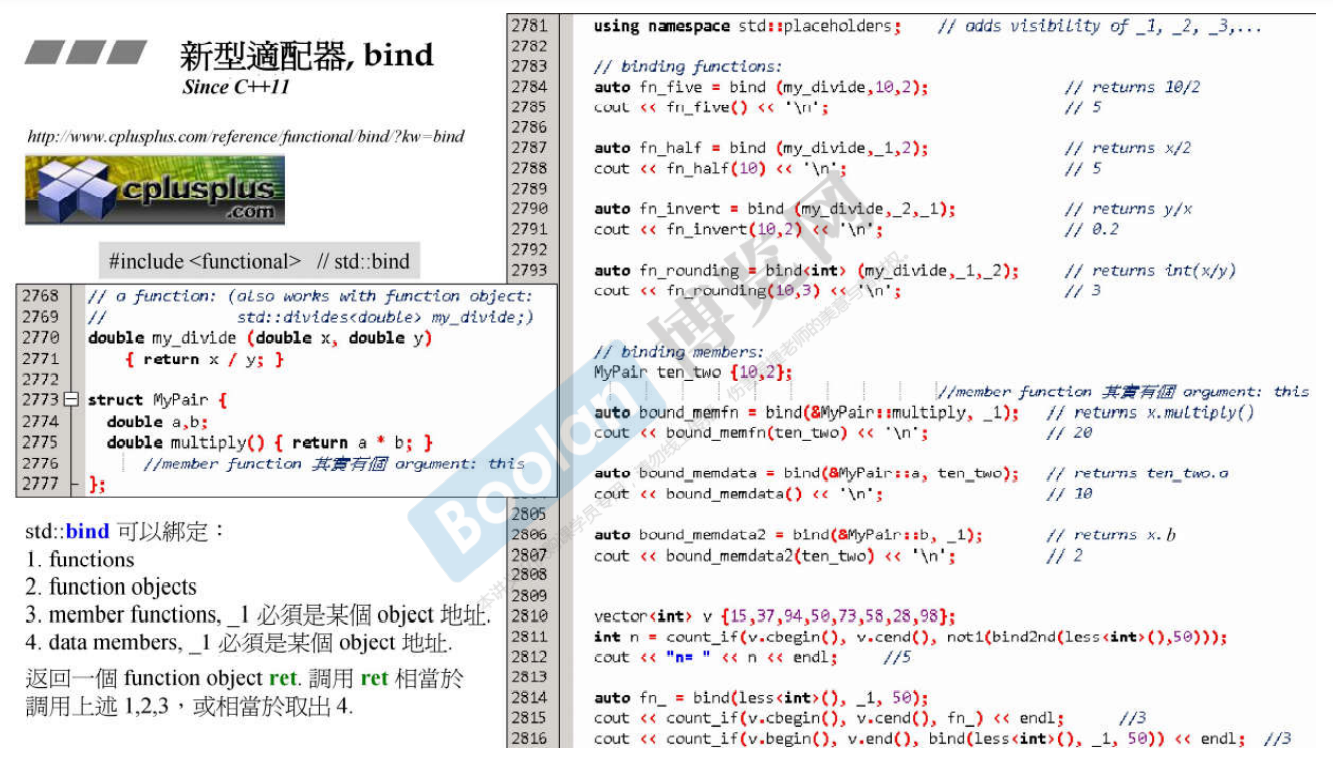 新型適配器, bind
Since C++11
http://www.cplusplus.com/reference/functional/bind/?kw=bind
cplusplus
.com
#include <functional> // std::bind
2768 // a function: (also works with function object:
2769 // std::divides<double> my_divide;)
2770 double my_divide (double x, double y)
2771 { return x / y; }
2772
2773 struct MyPair {
2774 double a,b;
2775 double multiply() { return a * b; }
2776 //member function 其實有個 argument: this
2777 };
std::bind 可以綁定：
1. functions
2. function objects
3. member functions, _1 必須是某個 object 地址.
4. data members, _1 必須是某個 object 地址.
返回一個 function object ret. 調用 ret 相當於
調用上述 1,2,3，或相當於取出 4.
2781 using namespace std::placeholders; // adds visibility of _1, _2, _3,...
2782
2783 // binding functions:
2784 auto fn_five = bind (my_divide,10,2); // returns 10/2
2785 cout << fn_five() << '\n'; // 5
2786
2787 auto fn_half = bind (my_divide,_1,2); // returns x/2
2788 cout << fn_half(10) << '\n'; // 5
2789
2790 auto fn_invert = bind (my_divide,_2,_1); // returns y/x
2791 cout << fn_invert(10,2) << '\n'; // 0.2
2792
2793 auto fn_rounding = bind<int> (my_divide,_1,_2); // returns int(x/y)
cout << fn_rounding(10,3) << '\n'; // 3
// binding members:
MyPair ten_two {10,2};
//member function 其實有個 argument: this
auto bound_memfn = bind(&MyPair::multiply, _1); // returns x.multiply()
cout << bound_memfn(ten_two) << '\n'; // 20
auto bound_memdata = bind(&MyPair::a, ten_two); // returns ten_two.a
cout << bound_memdata() << '\n'; // 10
2805
2806 auto bound_memdata2 = bind(&MyPair::b, _1); // returns x.b
2807 cout << bound_memdata2(ten_two) << '\n'; // 2
2808
2809
2810 vector<int> v {15,37,94,50,73,58,28,98};
2811 int n = count_if(v.cbegin(), v.cend(), not1(bind2nd(less<int>(),50)));
2812 cout << "n= " << n << endl; //5
2813
2814 auto fn_ = bind(less<int>(), _1, 50);
2815 cout << count_if(v.cbegin(), v.cend(), fn_) << endl; //3
2816 cout << count_if(v.begin(), v.end(), bind(less<int>(), _1, 50)) << endl; //3
Boolan
博览网